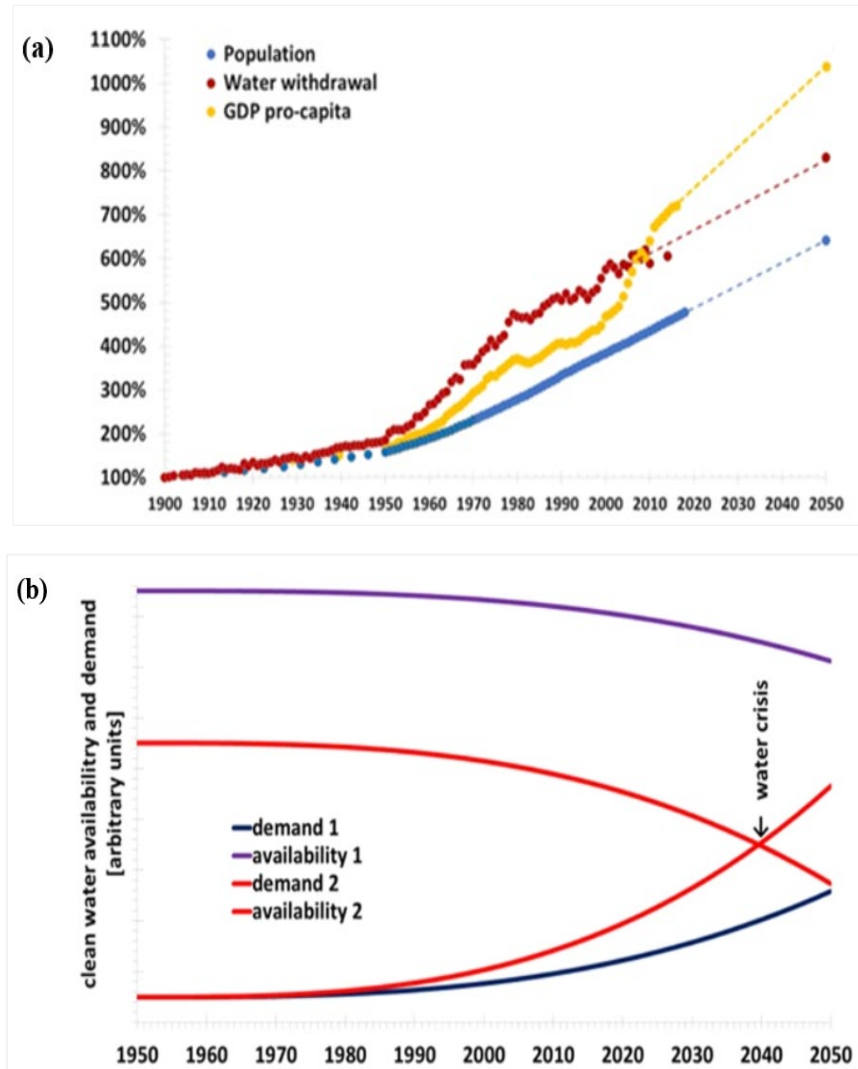 (a)
1100%
1000%
900%
800%
700%
600%
500%
400%
300%
200%
100%
Population
Water withdrawal
GDP pro-capita
1900 1910 1920 1930 1940 1950 1960 1970 1980 1990 2000 2010 2020 2030 2040 2050
(b)
clean water availabilitry and demand
[arbitrary units]
water crisis
demand 1
availability 1
demand 2
availability 2
1950 1960 1970 1980 1990 2000 2010 2020 2030 2040 2050